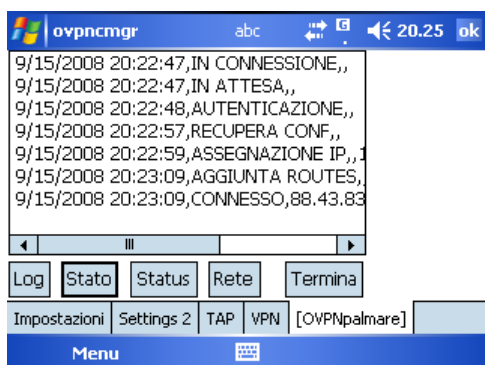 ovpncmgr abc G 20.25 ok
9/15/2008 20:22:47,IN CONNESSIONE,,
9/15/2008 20:22:47,IN ATTESA,,
9/15/2008 20:22:48,AUTENTICAZIONE,,
9/15/2008 20:22:57,RECUPERA CONF,,
9/15/2008 20:22:59,ASSEGNAZIONE IP,,1
9/15/2008 20:23:09,AGGIUNTA ROUTES,,
9/15/2008 20:23:09,CONNESSO,88.43.83
Log Stato Status Rete Termina
Impostazioni Settings 2 TAP VPN [OVPNpalmare]
Menu